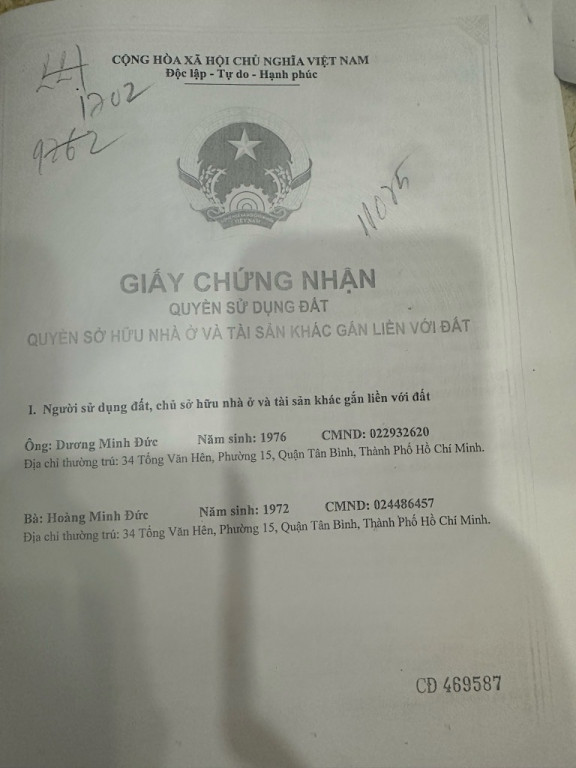 CỘNG HÒA XÃ HỘI CHỦ NGHĨA VIỆT NAM
Độc lập - Tự do - Hạnh phúc
1202
9262
11025
GIẤY CHỨNG NHẬN
QUYỀN SỬ DỤNG ĐẤT
QUYỀN SỞ HỮU NHÀ Ở VÀ TÀI SẢN KHÁC GẮN LIỀN VỚI ĐẤT
I. Người sử dụng đất, chủ sở hữu nhà ở và tài sản khác gắn liền với đất
Ông: Dương Minh Đức Năm sinh: 1976 CMND: 022932620
Địa chỉ thường trú: 34 Tống Văn Hên, Phường 15, Quận Tân Bình, Thành Phố Hồ Chí Minh.
Bà: Hoàng Minh Đức Năm sinh: 1972 CMND: 024486457
Địa chỉ thường trú: 34 Tống Văn Hên, Phường 15, Quận Tân Bình, Thành Phố Hồ Chí Minh.
CĐ 469587